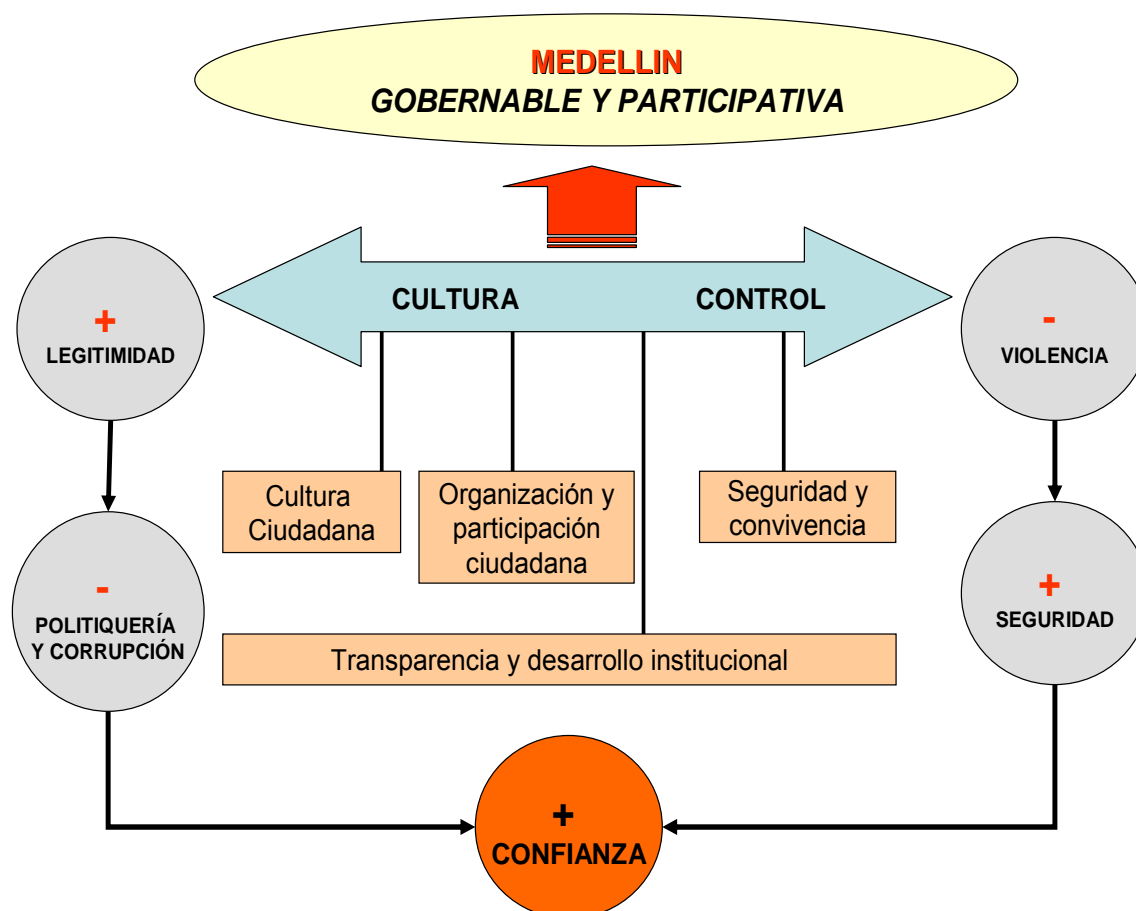 MEDELLIN
GOBERNABLE Y PARTICIPATIVA
CULTURA
CONTROL
+
LEGITIMIDAD
-
VIOLENCIA
Cultura
Ciudadana
Organización y
participación
ciudadana
Seguridad y
convivencia
-
POLITIQUERÍA
Y CORRUPCIÓN
+
SEGURIDAD
Transparencia y desarrollo institucional
+
CONFIANZA